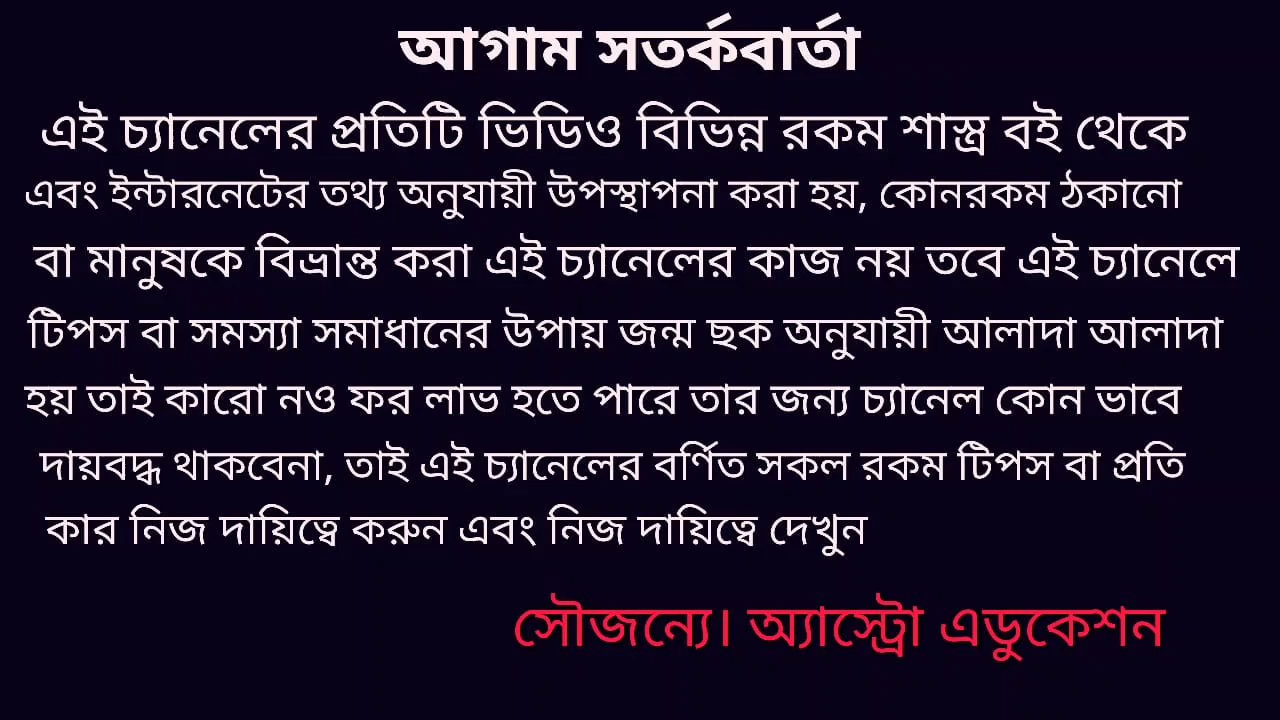 আগাম সতর্কবার্তা
এই চ্যানেলের প্রতিটি ভিডিও বিভিন্ন রকম শাস্ত্র বই থেকে
এবং ইন্টারনেটের তথ্য অনুযায়ী উপস্থাপনা করা হয়, কোনরকম ঠকানো
বা মানুষকে বিভ্রান্ত করা এই চ্যানেলের কাজ নয় তবে এই চ্যানেলে
টিপস বা সমস্যা সমাধানের উপায় জন্ম ছক অনুযায়ী আলাদা আলাদা
হয় তাই কারো নও ফর লাভ হতে পারে তার জন্য চ্যানেল কোন ভাবে
দায়বদ্ধ থাকবেনা, তাই এই চ্যানেলের বর্ণিত সকল রকম টিপস বা প্রতি
কার নিজ দায়িত্বে করুন এবং নিজ দায়িত্বে দেখুন
সৌজন্যে। অ্যাস্ট্রো এডুকেশন